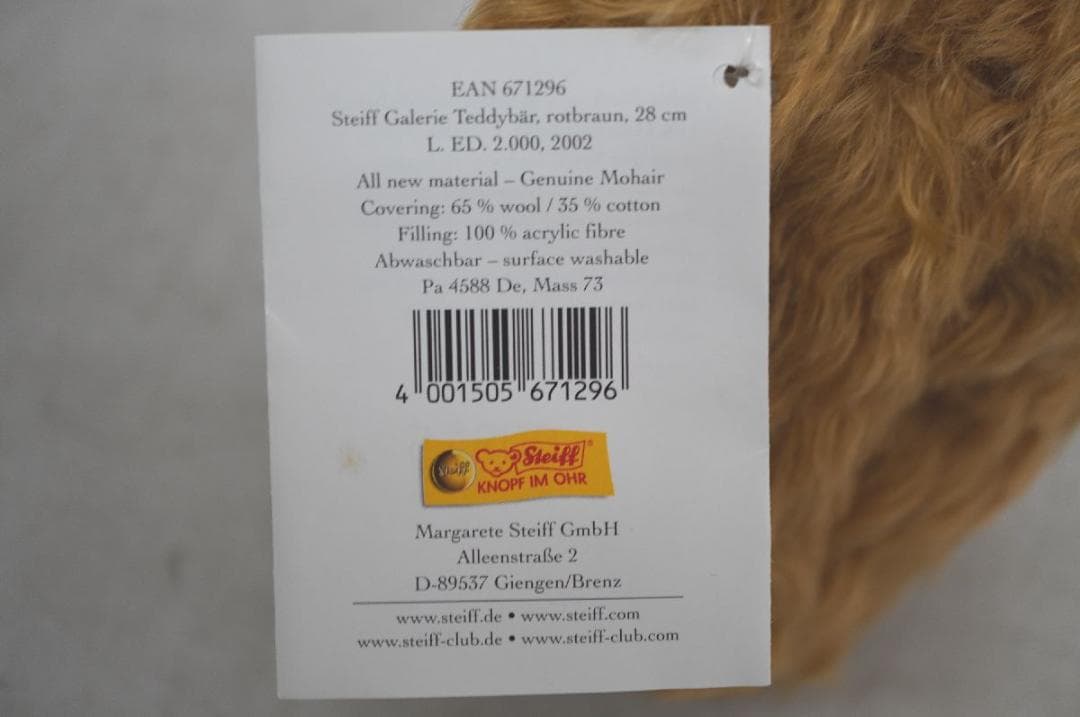 EAN 671296
Steiff Galerie Teddybär, rotbraun, 28 cm
L. ED. 2.000, 2002
All new material – Genuine Mohair
Covering: 65 % wool / 35 % cotton
Filling: 100 % acrylic fibre
Abwaschbar – surface washable
Pa 4588 De, Mass 73
4 001505 671296
Steiff Steiff®
KNOPF IM OHR
Margarete Steiff GmbH
Alleenstraße 2
D-89537 Giengen/Brenz
www.steiff.de • www.steiff.com
www.steiff-club.de • www.steiff-club.com